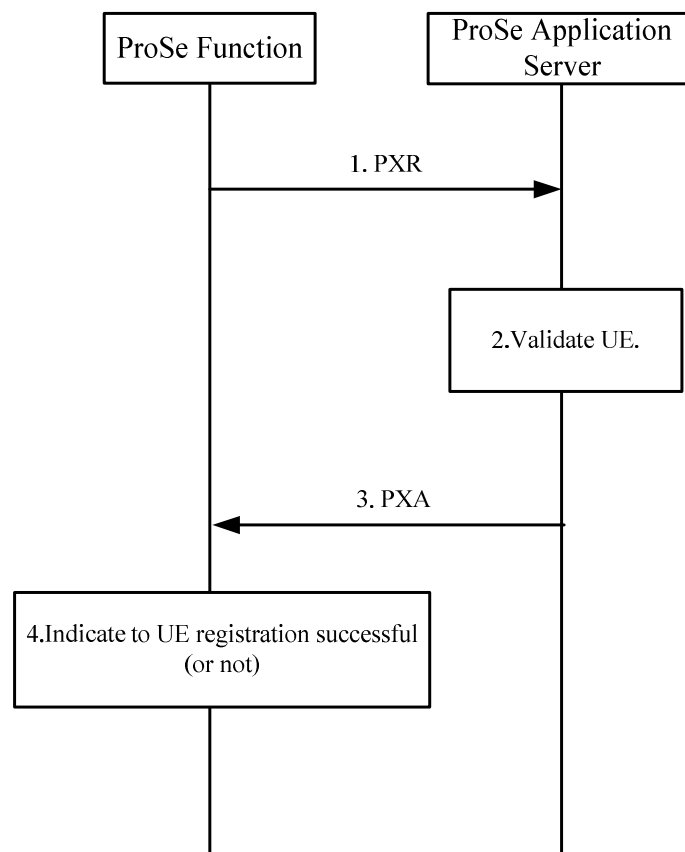 ProSe Function
ProSe Application
Server
1. PXR
2.Validate UE.
3. PXA
4.Indicate to UE registration successful
(or not)